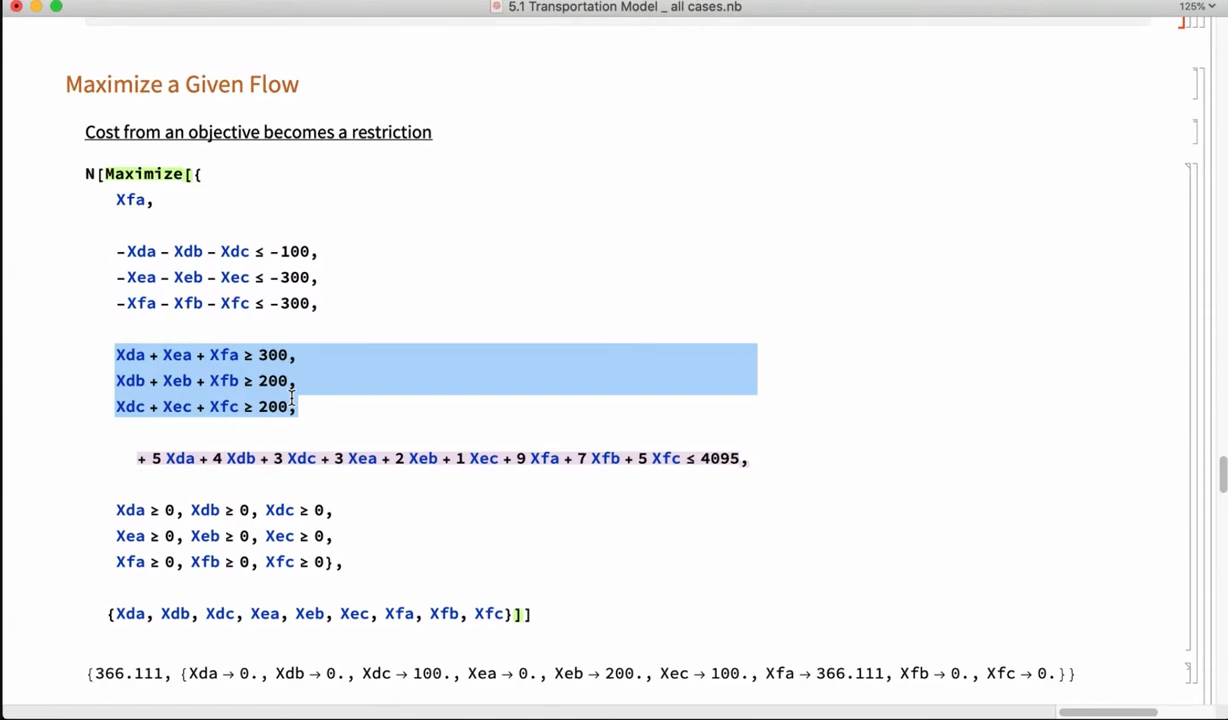 5.1 Transportation Model _ all cases.nb
125%
Maximize a Given Flow
Cost from an objective becomes a restriction
N[Maximize[{
Xfa,
-Xda - Xdb - Xdc ≤ -100,
-Xea - Xeb - Xec ≤ -300,
-Xfa - Xfb - Xfc ≤ -300,
Xda + Xea + Xfa ≥ 300,
Xdb + Xeb + Xfb ≥ 200,
Xdc + Xec + Xfc ≥ 200,
+ 5 Xda + 4 Xdb + 3 Xdc + 3 Xea + 2 Xeb + 1 Xec + 9 Xfa + 7 Xfb + 5 Xfc ≤ 4095,
Xda ≥ 0, Xdb ≥ 0, Xdc ≥ 0,
Xea ≥ 0, Xeb ≥ 0, Xec ≥ 0,
Xfa ≥ 0, Xfb ≥ 0, Xfc ≥ 0},
{Xda, Xdb, Xdc, Xea, Xeb, Xec, Xfa, Xfb, Xfc}]]
{366.111, {Xda → 0., Xdb → 0., Xdc → 100., Xea → 0., Xeb → 200., Xec → 100., Xfa → 366.111, Xfb → 0., Xfc → 0.}}